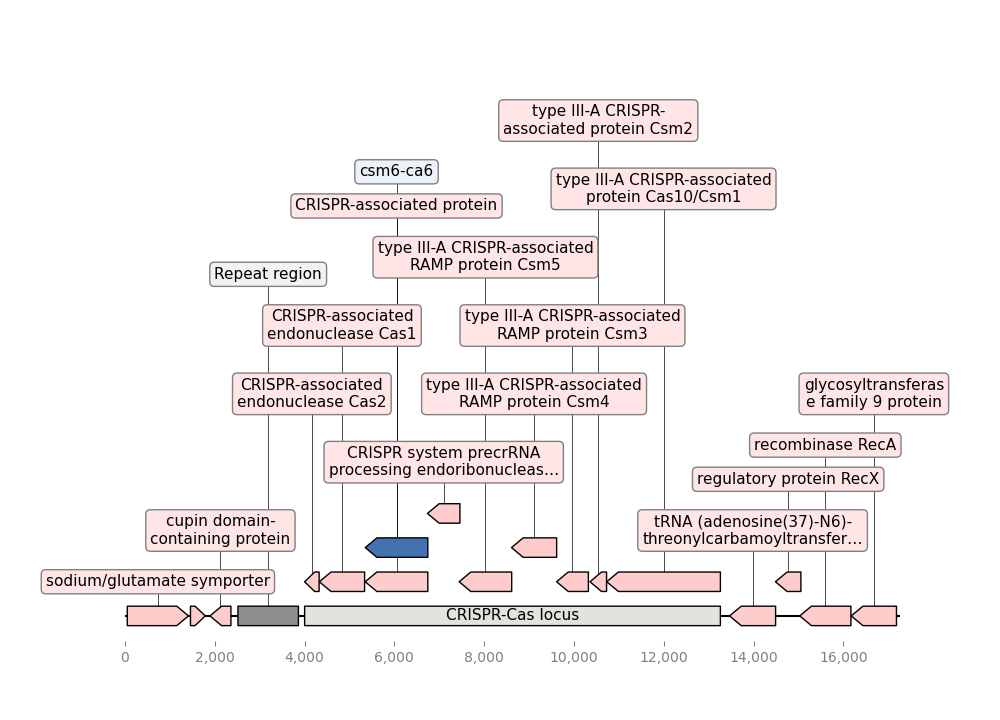 type III-A CRISPR-
associated protein Csm2
csm6-ca6
type III-A CRISPR-associated
protein Cas10/Csm1
CRISPR-associated protein
type III-A CRISPR-associated
RAMP protein Csm5
Repeat region
CRISPR-associated
endonuclease Cas1
type III-A CRISPR-associated
RAMP protein Csm3
CRISPR-associated
endonuclease Cas2
type III-A CRISPR-associated
RAMP protein Csm4
glycosyltransferas
e family 9 protein
recombinase RecA
CRISPR system precrRNA
processing endoribonucleas…
regulatory protein RecX
cupin domain-
containing protein
tRNA (adenosine(37)-N6)-
threonylcarbamoyltransfer…
sodium/glutamate symporter
CRISPR-Cas locus
0 2,000 4,000 6,000 8,000 10,000 12,000 14,000 16,000